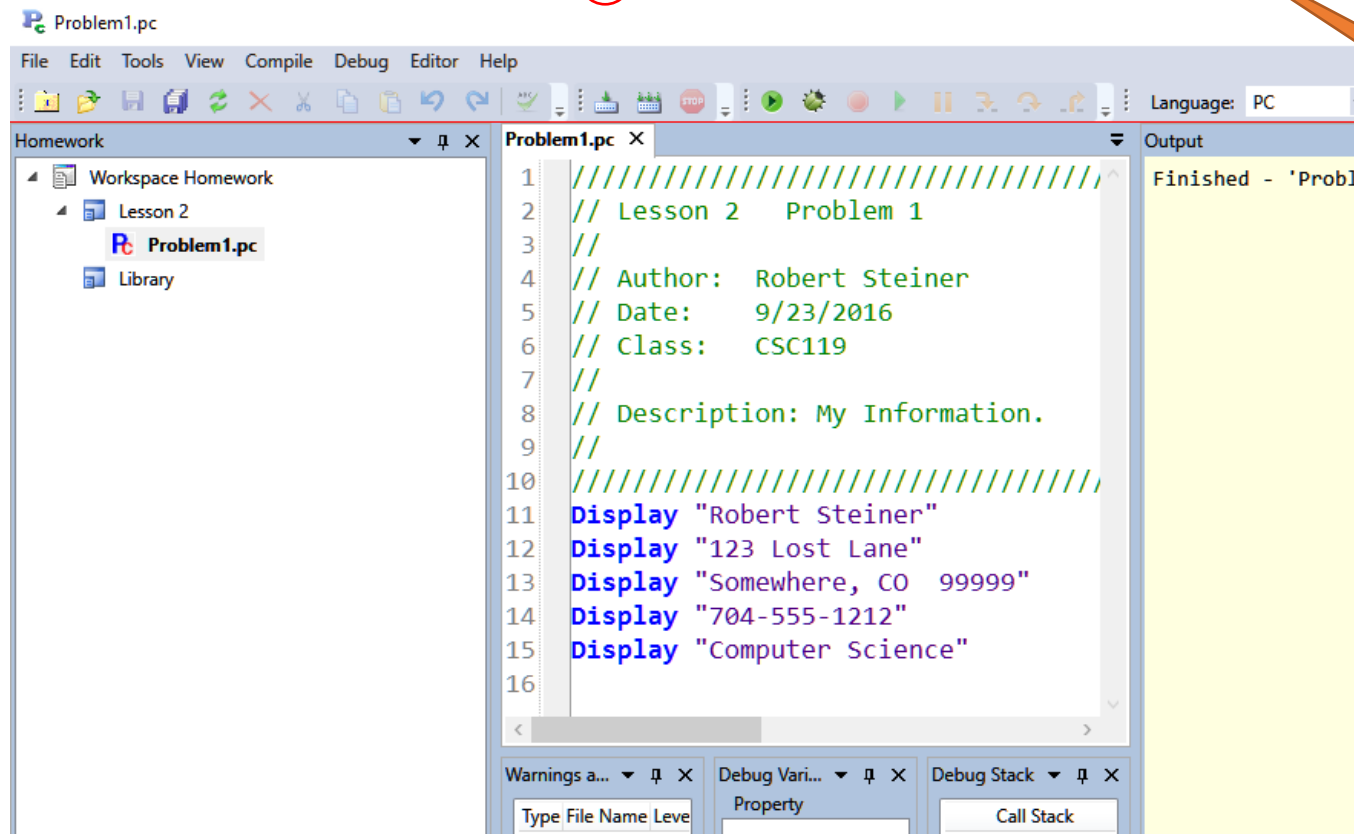 Problem1.pc
File Edit Tools View Compile Debug Editor Help
Language: PC
Homework
Workspace Homework
Lesson 2
Problem1.pc
Library
Problem1.pc
1 ///////////////////////////////////
2 // Lesson 2   Problem 1
3 //
4 // Author:  Robert Steiner
5 // Date:    9/23/2016
6 // Class:   CSC119
7 //
8 // Description: My Information.
9 //
10 ///////////////////////////////////
11 Display "Robert Steiner"
12 Display "123 Lost Lane"
13 Display "Somewhere, CO  99999"
14 Display "704-555-1212"
15 Display "Computer Science"
16
Output
Finished - 'Probl
Warnings a...
Type File Name Leve
Debug Vari...
Property
Debug Stack
Call Stack